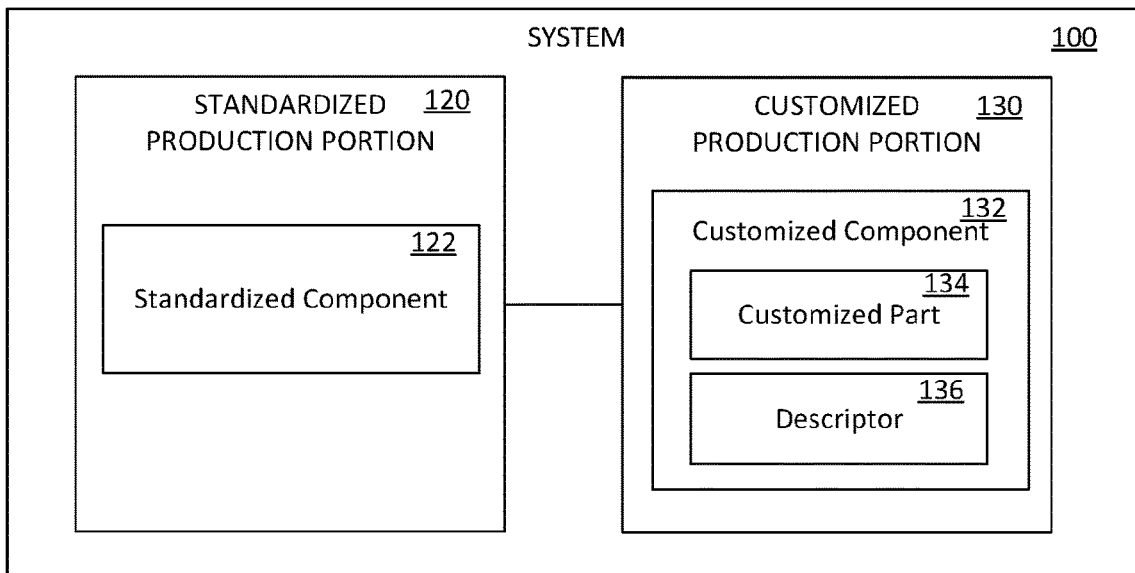 SYSTEM 100
STANDARDIZED 120
PRODUCTION PORTION
122
Standardized Component
CUSTOMIZED 130
PRODUCTION PORTION
132
Customized Component
134
Customized Part
136
Descriptor